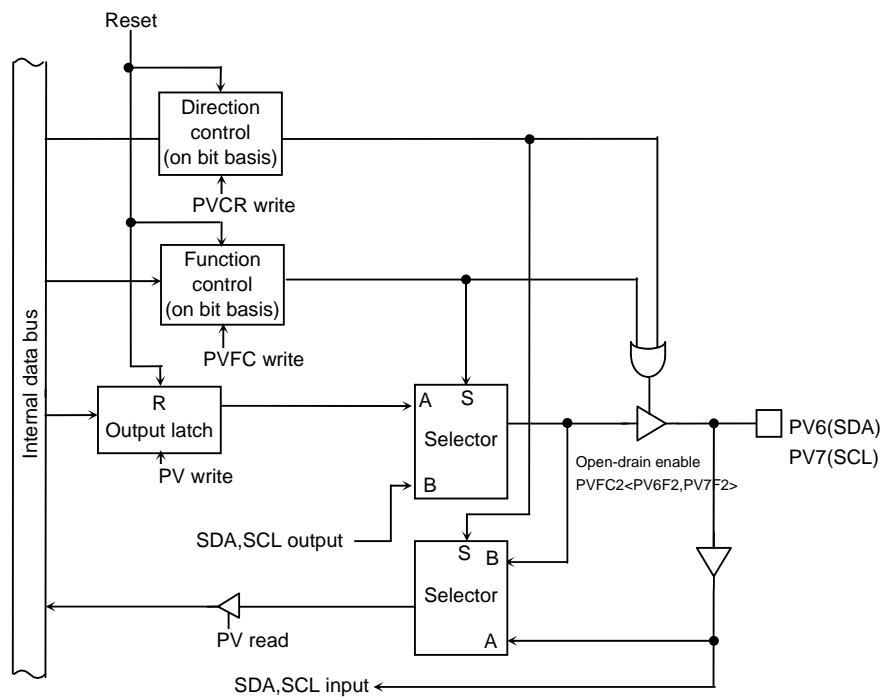 Reset
Direction
control
(on bit basis)
PVCR write
Function
control
(on bit basis)
PVFC write
Internal data bus
R
Output latch
PV write
A
S
Selector
B
SDA,SCL output
Open-drain enable
PVFC2<PV6F2,PV7F2>
PV6(SDA)
PV7(SCL)
S
B
Selector
A
PV read
SDA,SCL input